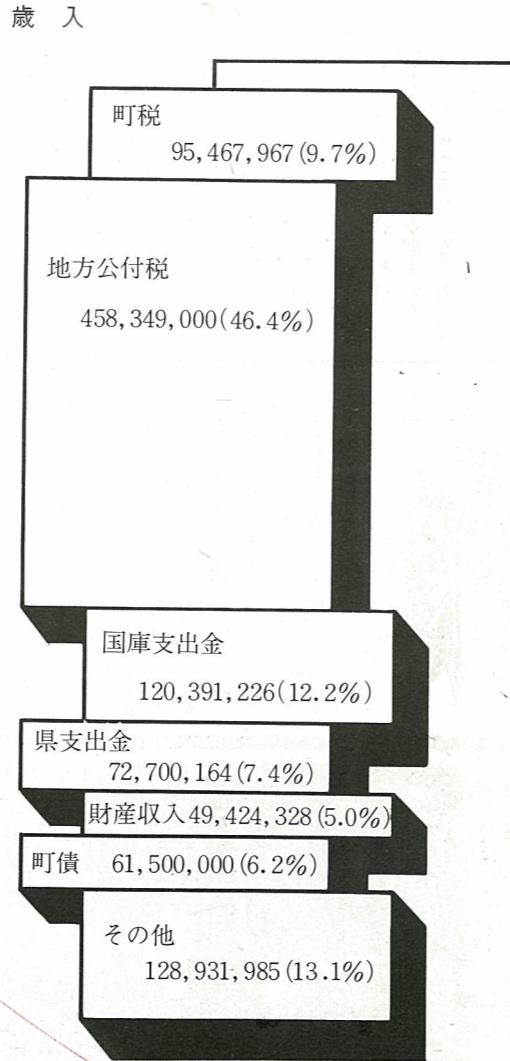 歳入
町税
95,467,967(9.7%)
地方公付税
458,349,000(46.4%)
国庫支出金
120,391,226(12.2%)
県支出金
72,700,164(7.4%)
財産収入49,424,328(5.0%)
町債 61,500,000(6.2%)
その他
128,931,985(13.1%)